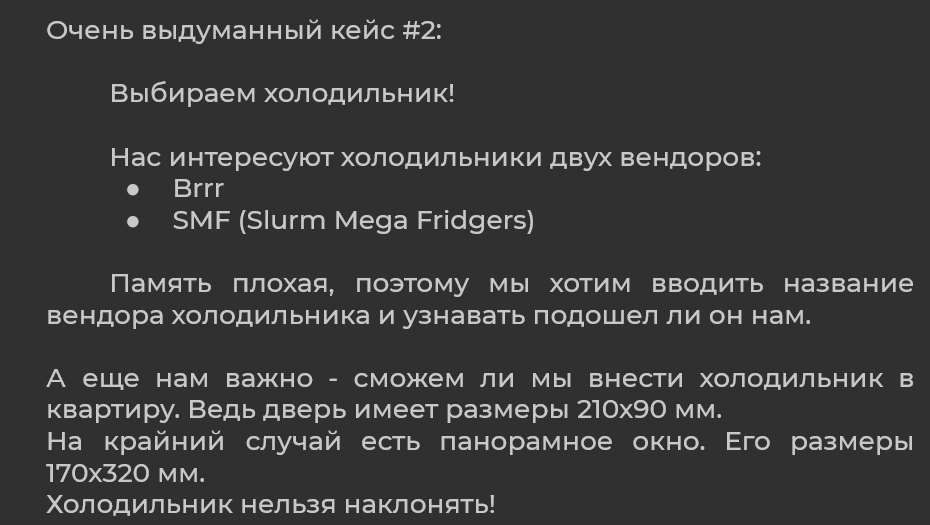 Очень выдуманный кейс #2:
Выбираем холодильник!
Нас интересуют холодильники двух вендоров:
● Brrr
● SMF (Slurm Mega Fridgers)
Память плохая, поэтому мы хотим вводить название
вендора холодильника и узнавать подошел ли он нам.
А еще нам важно - сможем ли мы внести холодильник в
квартиру. Ведь дверь имеет размеры 210х90 мм.
На крайний случай есть панорамное окно. Его размеры
170х320 мм.
Холодильник нельзя наклонять!